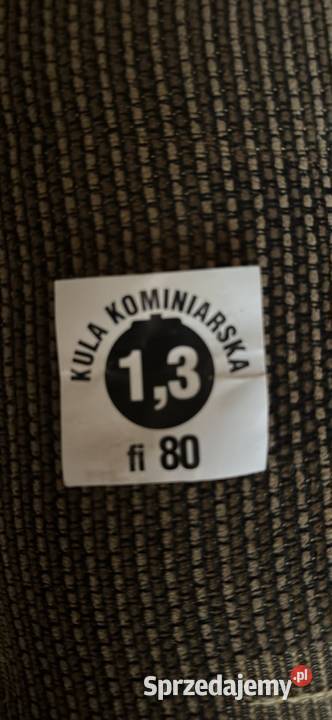 KULA KOMINIARSKA
1,3
fi 80
Sprzedajemy.pl